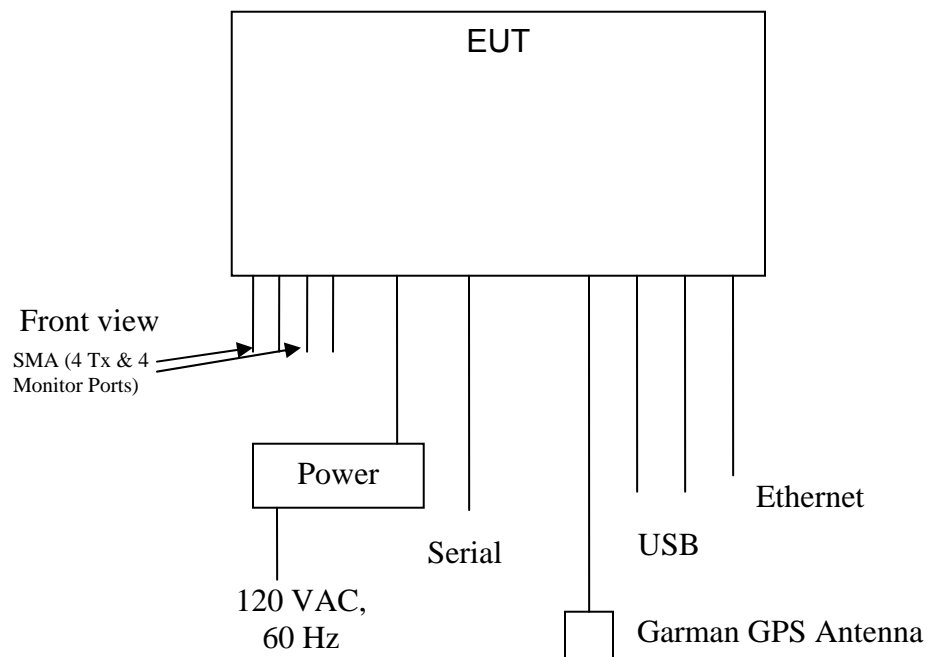 EUT
Front view
SMA (4 Tx & 4
Monitor Ports)
Power
Ethernet
Serial
USB
120 VAC,
60 Hz
Garman GPS Antenna